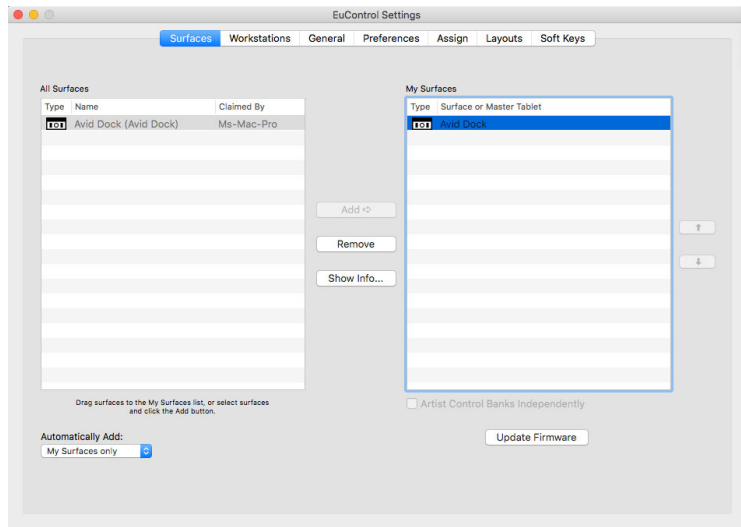 EuControl Settings
Surfaces Workstations General Preferences Assign Layouts Soft Keys
All Surfaces
Type Name Claimed By
Avid Dock (Avid Dock) Ms-Mac-Pro
My Surfaces
Type Surface or Master Tablet
Avid Dock
Add
Remove
Show Info...
Drag surfaces to the My Surfaces list, or select surfaces
and click the Add button.
Artist Control Banks Independently
Automatically Add:
My Surfaces only
Update Firmware